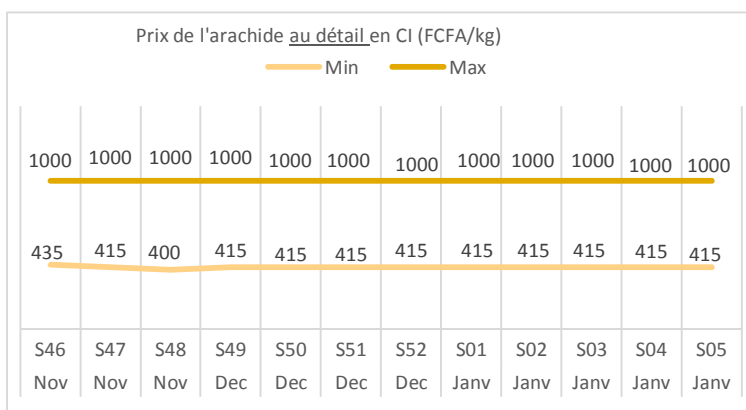 Prix de l'arachide au détail en CI (FCFA/kg)
Min Max
1000 1000 1000 1000 1000 1000 1000 1000 1000 1000 1000 1000
435 415 400 415 415 415 415 415 415 415 415 415
S46 S47 S48 S49 S50 S51 S52 S01 S02 S03 S04 S05
Nov Nov Nov Dec Dec Dec Dec Janv Janv Janv Janv Janv